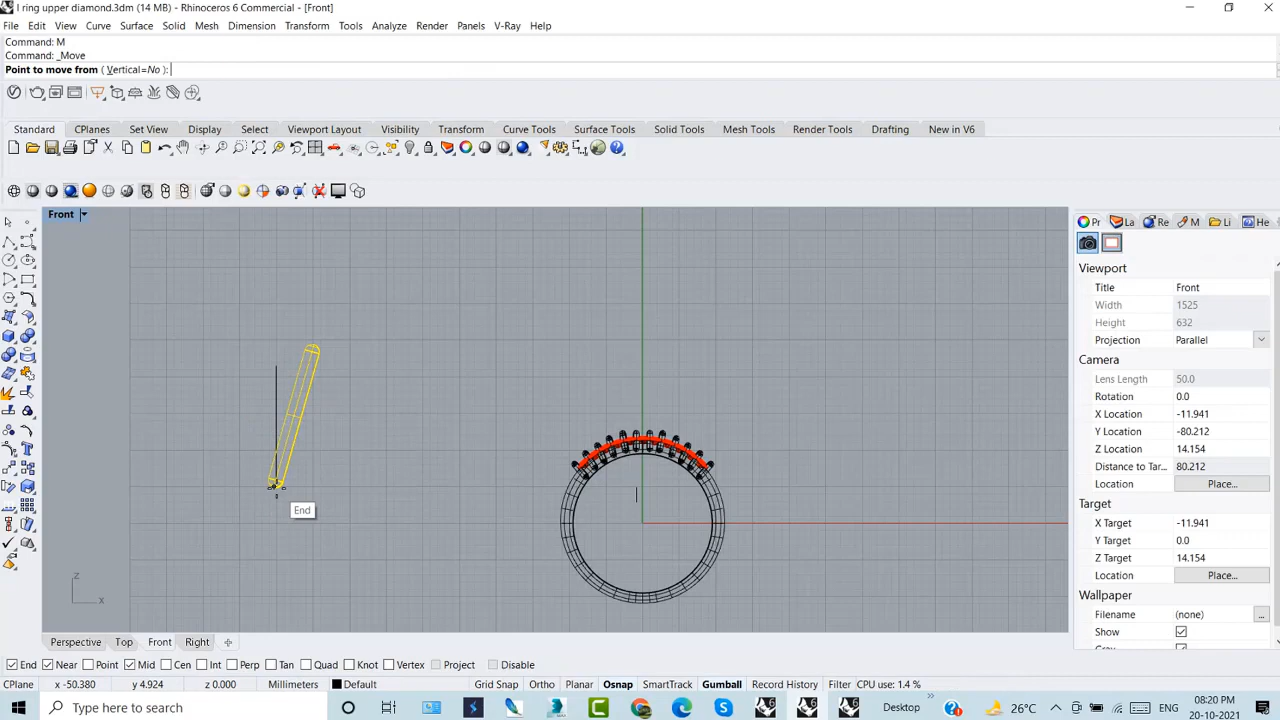 I ring upper diamond.3dm (14 MB) - Rhinoceros 6 Commercial - [Front]
File Edit View Curve Surface Solid Mesh Dimension Transform Tools Analyze Render Panels V-Ray Help
Command: M
Command: _Move
Point to move from ( Vertical=No ):
Standard CPlanes Set View Display Select Viewport Layout Visibility Transform Curve Tools Surface Tools Solid Tools Mesh Tools Render Tools Drafting New in V6
Front
Pr La Re M Li He
Viewport
Title Front
Width 1525
Height 632
Projection Parallel
Camera
Lens Length 50.0
Rotation 0.0
X Location -11.941
Y Location -80.212
Z Location 14.154
Distance to Tar... 80.212
Location Place...
Target
X Target -11.941
Y Target 0.0
Z Target 14.154
Location Place...
Wallpaper
Filename (none) ...
Show
Gray
End
z
x
Perspective Top Front Right
End Near Point Mid Cen Int Perp Tan Quad Knot Vertex Project Disable
CPlane x -50.380 y 4.924 z 0.000 Millimeters Default Grid Snap Ortho Planar Osnap SmartTrack Gumball Record History Filter CPU use: 1.4 %
Type here to search Desktop 26°C ENG 08:20 PM
20-10-2021